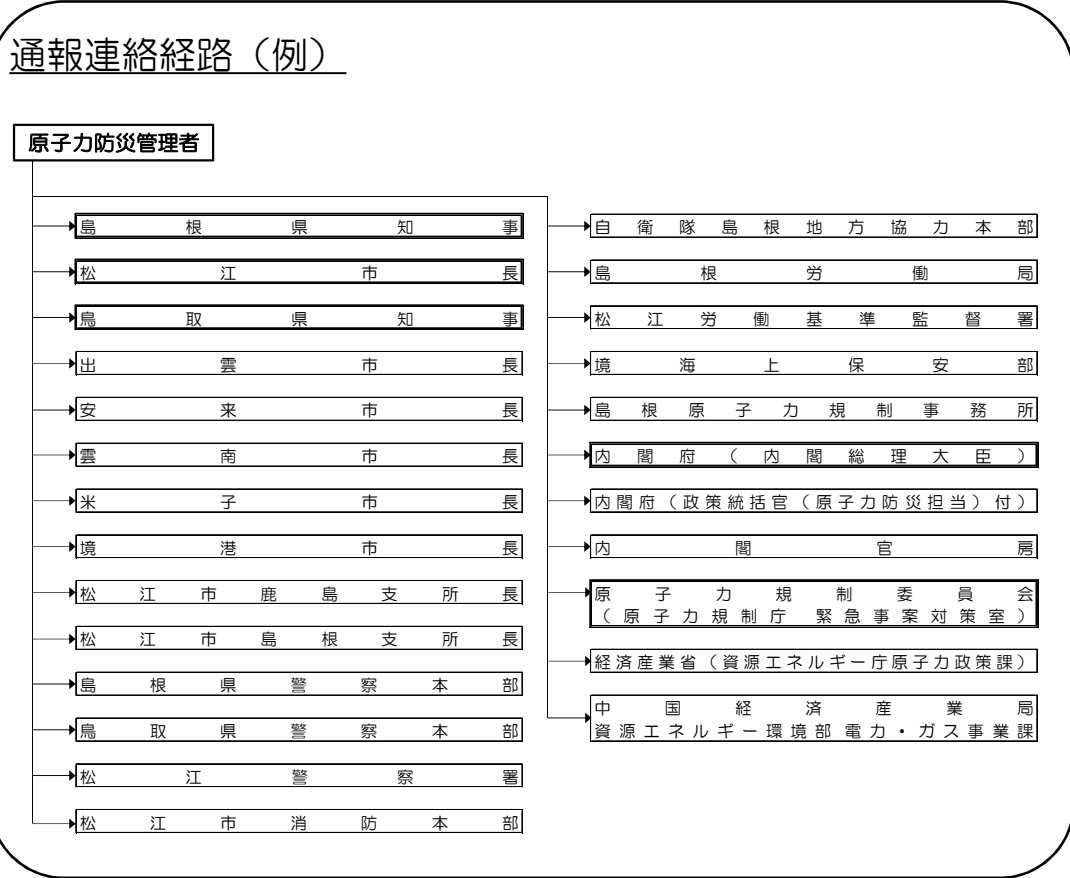 通報連絡経路（例）
原子力防災管理者
島根県知事
松江市長
鳥取県知事
出雲市長
安来市長
雲南市長
米子市長
境港市長
松江市鹿島支所長
松江市島根支所長
島根県警察本部
鳥取県警察本部
松江警察署
松江市消防本部
自衛隊島根地方協力本部
島根労働局
松江労働基準監督署
境海上保安部
島根原子力規制事務所
内閣府（内閣総理大臣）
内閣府（政策統括官（原子力防災担当）付）
内閣官房
原子力規制委員会
（原子力規制庁　緊急事案対策室）
経済産業省（資源エネルギー庁原子力政策課）
中国経済産業局
資源エネルギー環境部 電力・ガス事業課